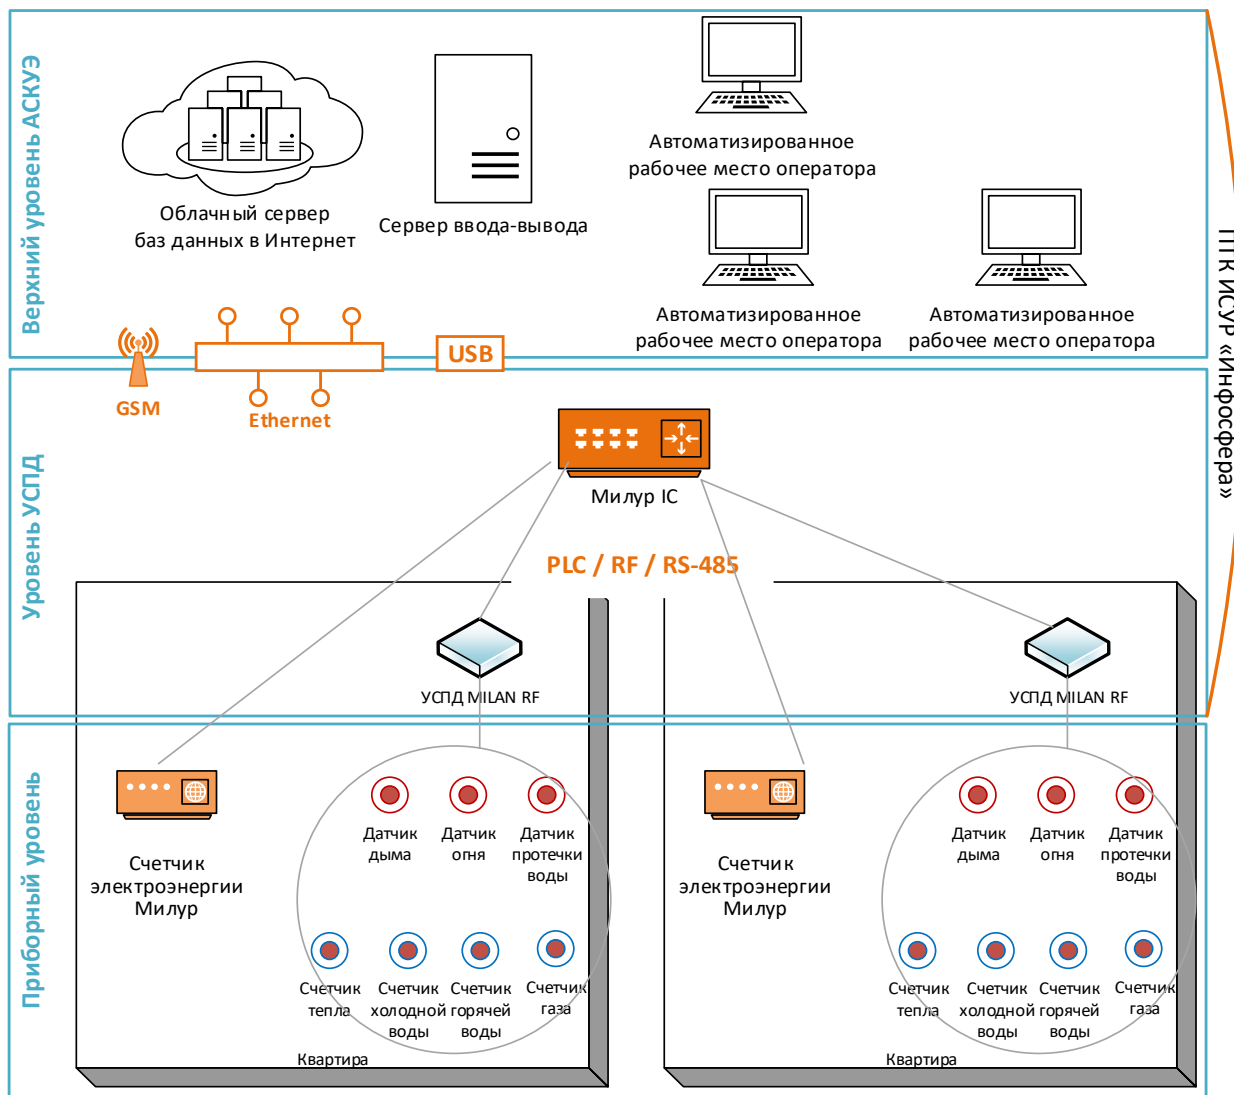 Верхний уровень АСКУЭ
Облачный сервер
баз данных в Интернет
Сервер ввода-вывода
Автоматизированное
рабочее место оператора
Автоматизированное
рабочее место оператора
Автоматизированное
рабочее место оператора
ПТК ИСУР «Инфосфера»
GSM
Ethernet
USB
Уровень УСПД
Милур IC
PLC / RF / RS-485
УСПД MILAN RF
УСПД MILAN RF
Приборный уровень
Счетчик
электроэнергии
Милур
Датчик
дыма
Датчик
огня
Датчик
протечки
воды
Счетчик
тепла
Счетчик
холодной
воды
Счетчик
горячей
воды
Счетчик
газа
Квартира
Счетчик
электроэнергии
Милур
Датчик
дыма
Датчик
огня
Датчик
протечки
воды
Счетчик
тепла
Счетчик
холодной
воды
Счетчик
горячей
воды
Счетчик
газа
Квартира